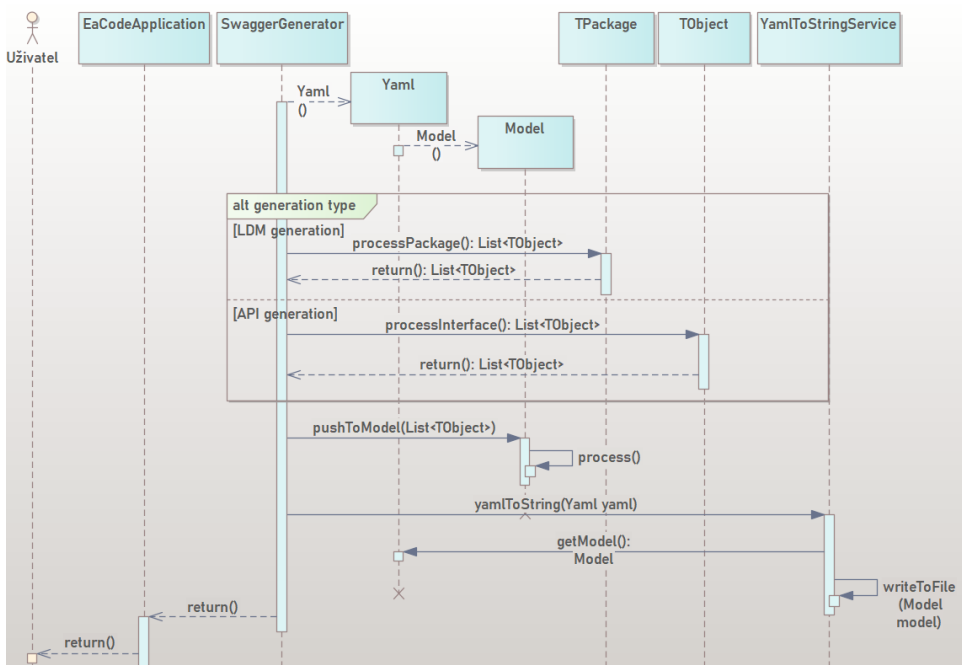 EaCodeApplication
SwaggerGenerator
TPackage
TObject
YamlToStringService
Uživatel
Yaml
()
Yaml
Model
()
Model
alt generation type
[LDM generation]
processPackage(): List<TObject>
return(): List<TObject>
[API generation]
processInterface(): List<TObject>
return(): List<TObject>
pushToModel(List<TObject>)
process()
yamlToString(Yaml yaml)
getModel():
Model
writeToFile
(Model
model)
return()
return()